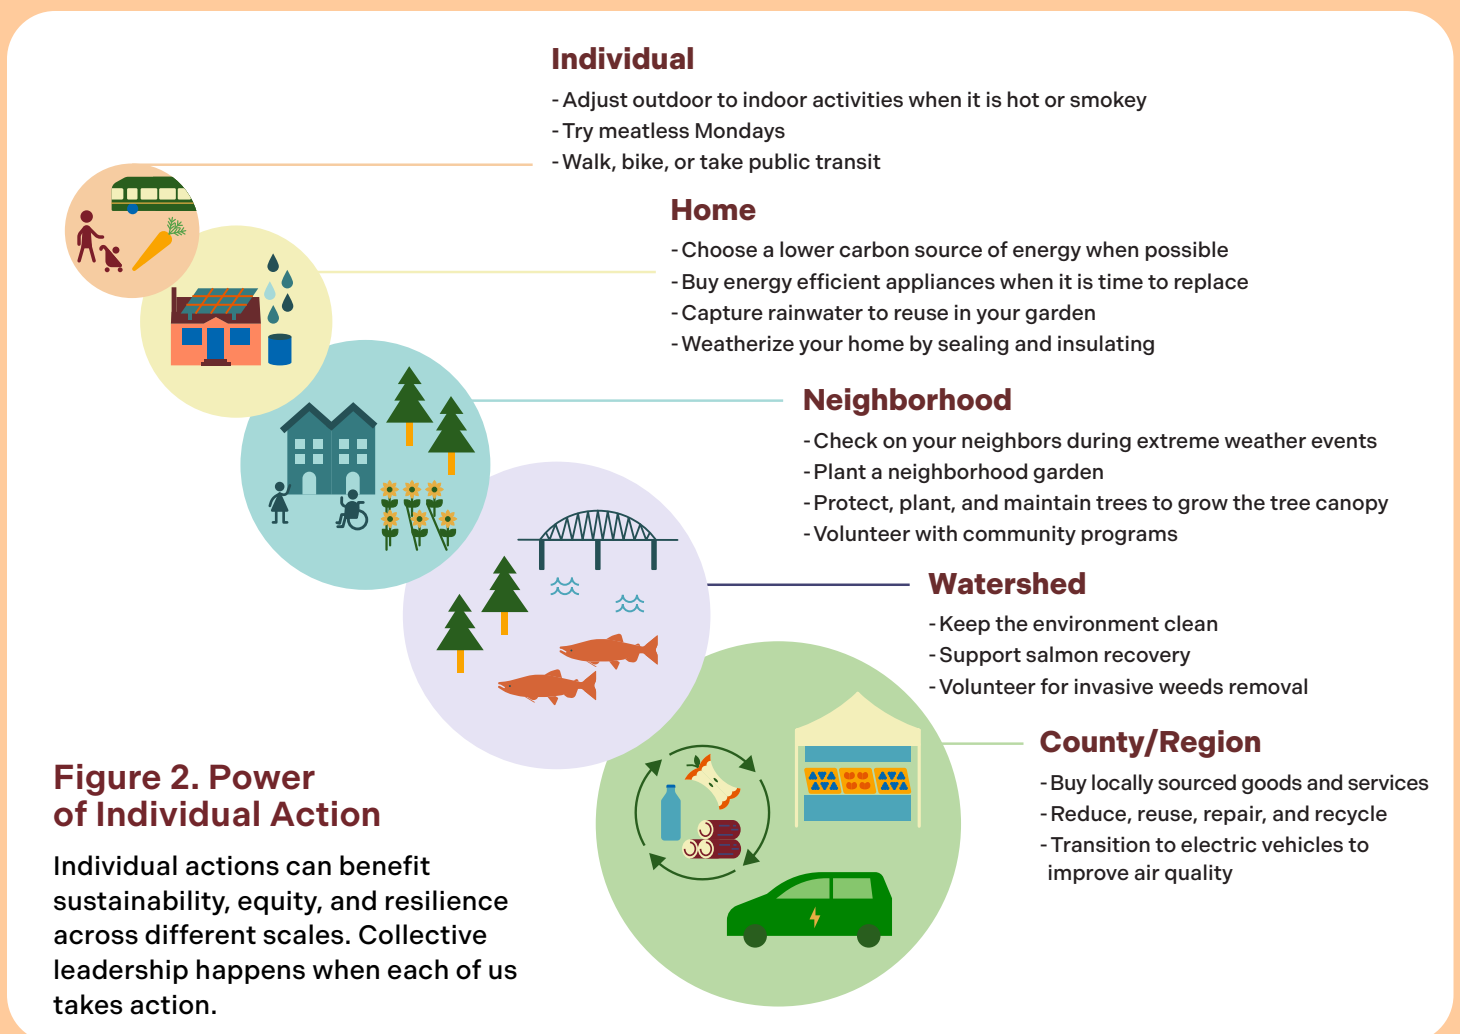 Individual
- Adjust outdoor to indoor activities when it is hot or smokey
- Try meatless Mondays
- Walk, bike, or take public transit
Home
- Choose a lower carbon source of energy when possible
- Buy energy efficient appliances when it is time to replace
- Capture rainwater to reuse in your garden
- Weatherize your home by sealing and insulating
Neighborhood
- Check on your neighbors during extreme weather events
- Plant a neighborhood garden
- Protect, plant, and maintain trees to grow the tree canopy
- Volunteer with community programs
Watershed
- Keep the environment clean
- Support salmon recovery
- Volunteer for invasive weeds removal
County/Region
- Buy locally sourced goods and services
- Reduce, reuse, repair, and recycle
- Transition to electric vehicles to
improve air quality
Figure 2. Power
of Individual Action
Individual actions can benefit
sustainability, equity, and resilience
across different scales. Collective
leadership happens when each of us
takes action.